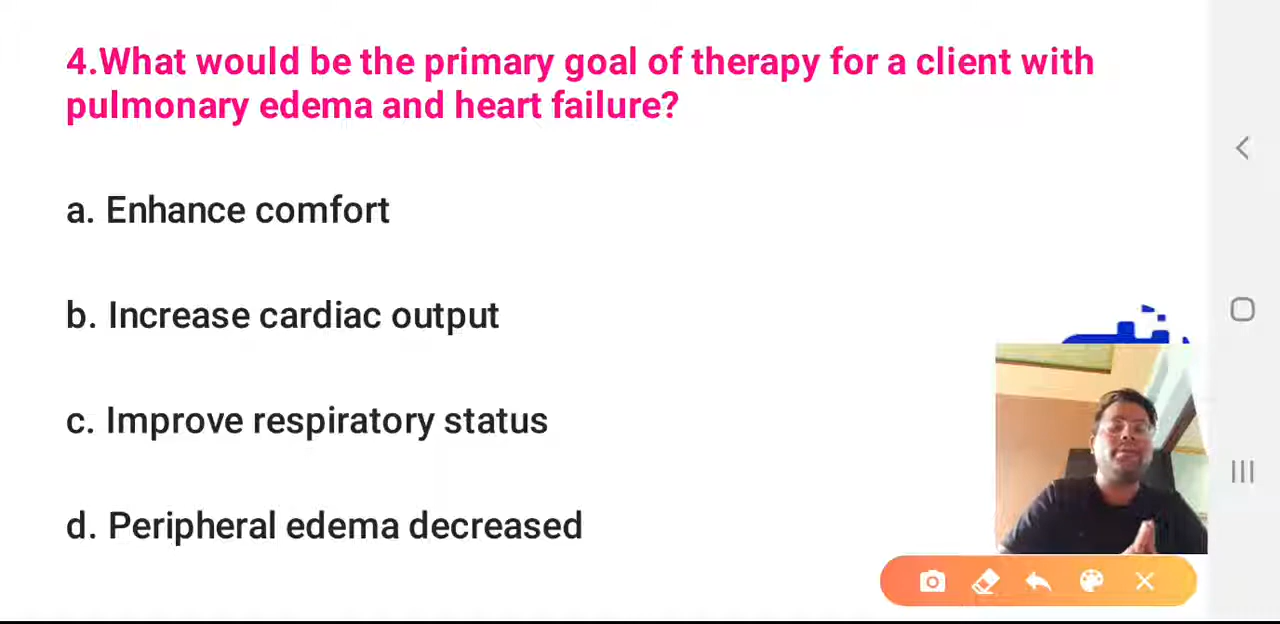 4.What would be the primary goal of therapy for a client with
pulmonary edema and heart failure?
a. Enhance comfort
b. Increase cardiac output
c. Improve respiratory status
d. Peripheral edema decreased